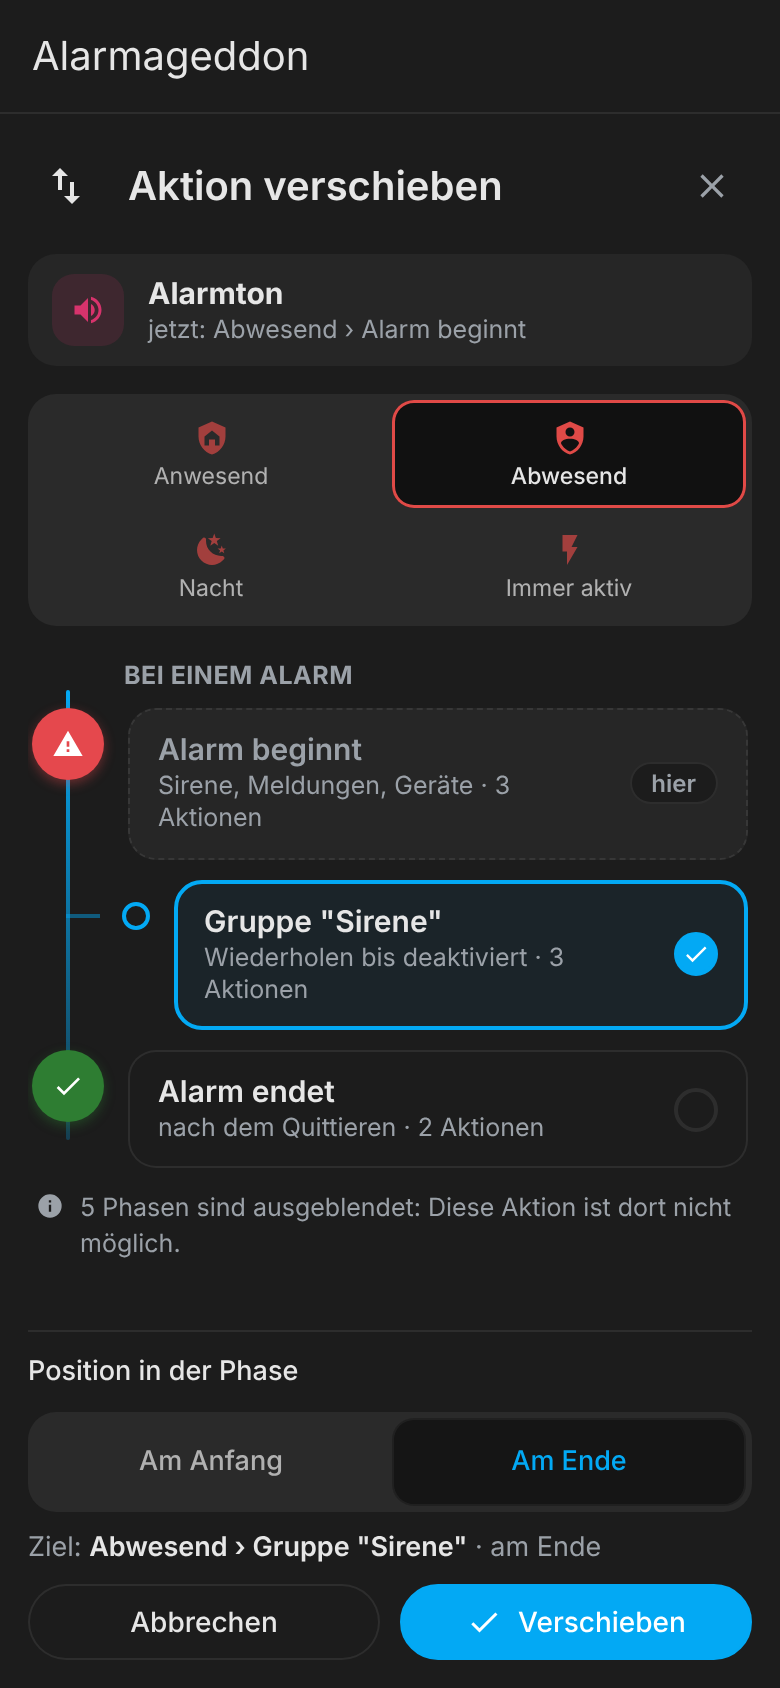 Alarmageddon
Aktion verschieben
Alarmton
jetzt: Abwesend › Alarm beginnt
Anwesend
Abwesend
Nacht
Immer aktiv
BEI EINEM ALARM
Alarm beginnt
Sirene, Meldungen, Geräte · 3
Aktionen
hier
Gruppe "Sirene"
Wiederholen bis deaktiviert · 3
Aktionen
Alarm endet
nach dem Quittieren · 2 Aktionen
5 Phasen sind ausgeblendet: Diese Aktion ist dort nicht
möglich.
Position in der Phase
Am Anfang
Am Ende
Ziel: Abwesend › Gruppe "Sirene" · am Ende
Abbrechen
Verschieben